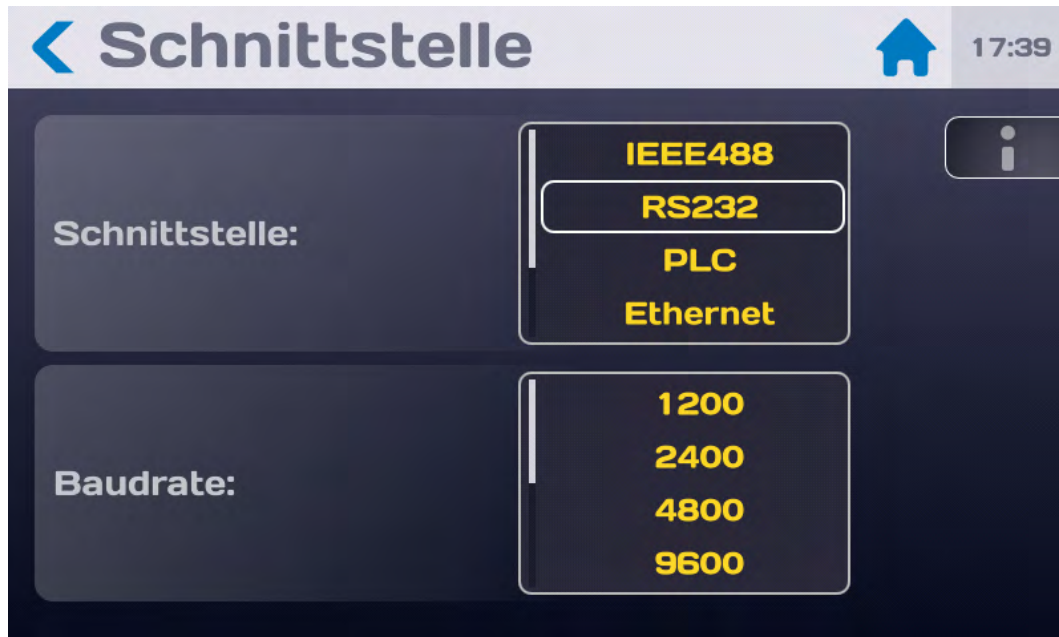 Schnittstelle
17:39
Schnittstelle:
IEEE488
RS232
PLC
Ethernet
Baudrate:
1200
2400
4800
9600